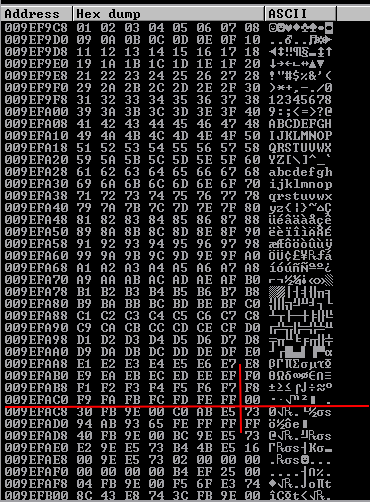 Address Hex dump ASCII
009EF9C8 01 02 03 04 05 06 07 08 ☺☻♥♦♣♠•◘
009EF9D0 09 0A 0B 0C 0D 0E 0F 10 ..♂..♫☼►
009EF9D8 11 12 13 14 15 16 17 18 ◄↕‼¶§▬↨↑
009EF9E0 19 1A 1B 1C 1D 1E 1F 20 ↓→←∟↔▲▼
009EF9E8 21 22 23 24 25 26 27 28 !"#$%&'(
009EF9F0 29 2A 2B 2C 2D 2E 2F 30 )*+,-./0
009EF9F8 31 32 33 34 35 36 37 38 12345678
009EFA00 39 3A 3B 3C 3D 3E 3F 40 9:;<=>?@
009EFA08 41 42 43 44 45 46 47 48 ABCDEFGH
009EFA10 49 4A 4B 4C 4D 4E 4F 50 IJKLMNOP
009EFA18 51 52 53 54 55 56 57 58 QRSTUVWX
009EFA20 59 5A 5B 5C 5D 5E 5F 60 YZ[\]^_`
009EFA28 61 62 63 64 65 66 67 68 abcdefgh
009EFA30 69 6A 6B 6C 6D 6E 6F 70 ijklmnop
009EFA38 71 72 73 74 75 76 77 78 qrstuvwx
009EFA40 79 7A 7B 7C 7D 7E 7F 80 yz{|}~⌂Ç
009EFA48 81 82 83 84 85 86 87 88 üéâäàåçê
009EFA50 89 8A 8B 8C 8D 8E 8F 90 ëèïîìÄÅÉ
009EFA58 91 92 93 94 95 96 97 98 æÆôöòûùÿ
009EFA60 99 9A 9B 9C 9D 9E 9F A0 ÖÜ¢£¥₧ƒá
009EFA68 A1 A2 A3 A4 A5 A6 A7 A8 íóúñÑªº¿
009EFA70 A9 AA AB AC AD AE AF B0 ⌐¬½¼¡«»░
009EFA78 B1 B2 B3 B4 B5 B6 B7 B8 ▒▓│┤╡╢╖╕
009EFA80 B9 BA BB BC BD BE BF C0 ╣║╗╝╜╛┐└
009EFA88 C1 C2 C3 C4 C5 C6 C7 C8 ┴┬├─┼╞╟╚
009EFA90 C9 CA CB CC CD CE CF D0 ╔╩╦╠═╬╧╨
009EFA98 D1 D2 D3 D4 D5 D6 D7 D8 ╤╥╙╘╒╓╫╪
009EFAA0 D9 DA DB DC DD DE DF E0 ┘┌█▄▌▐▀α
009EFAA8 E1 E2 E3 E4 E5 E6 E7 E8 ßΓπΣσµτΦ
009EFAB0 E9 EA EB EC ED EE EF F0 ΘΩδ∞φε∩≡
009EFAB8 F1 F2 F3 F4 F5 F6 F7 F8 ±≥≤⌠⌡÷≈°
009EFAC0 F9 FA FB FC FD FE FF 00 ∙·√ⁿ²■ .
009EFAC8 30 FB 9E 00 C0 AB E5 73 0√₧.└½σs
009EFAD0 94 AB 93 65 FE FF FF FF ö½ôe■
009EFAD8 40 FB 9E 00 BC 9E E5 73 @√₧.╝₧σs
009EFAE0 E2 9E E5 73 B4 4B E5 16 Γ₧σs┤Kσ▬
009EFAE8 00 9E E5 73 02 00 00 00 .₧σs☻...
009EFAF0 00 00 00 00 B4 EF 25 00 ....┤∩%.
009EFAF8 04 FB 9E 00 F5 6F 01 74 ♦√₧.⌡o☺t
009EFB00 8C 43 E8 74 3C FB 9E 00 îCΦt<√₧.